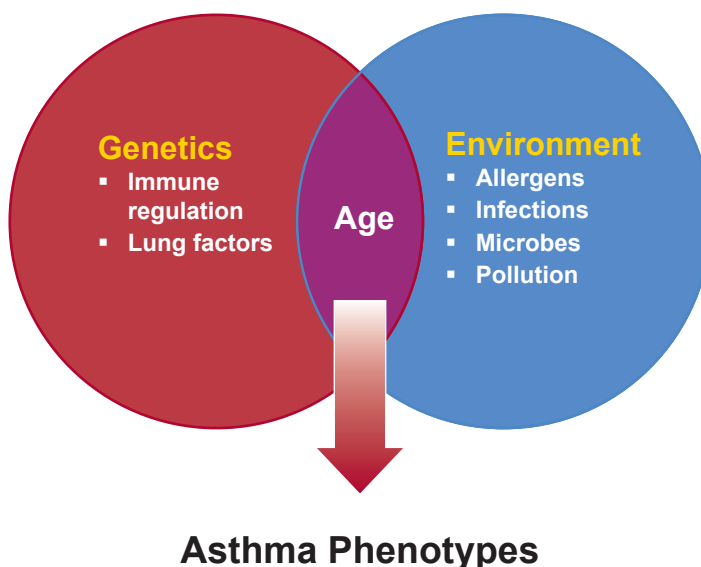 Genetics
▪ Immune
regulation
▪ Lung factors
Age
Environment
▪ Allergens
▪ Infections
▪ Microbes
▪ Pollution
Asthma Phenotypes